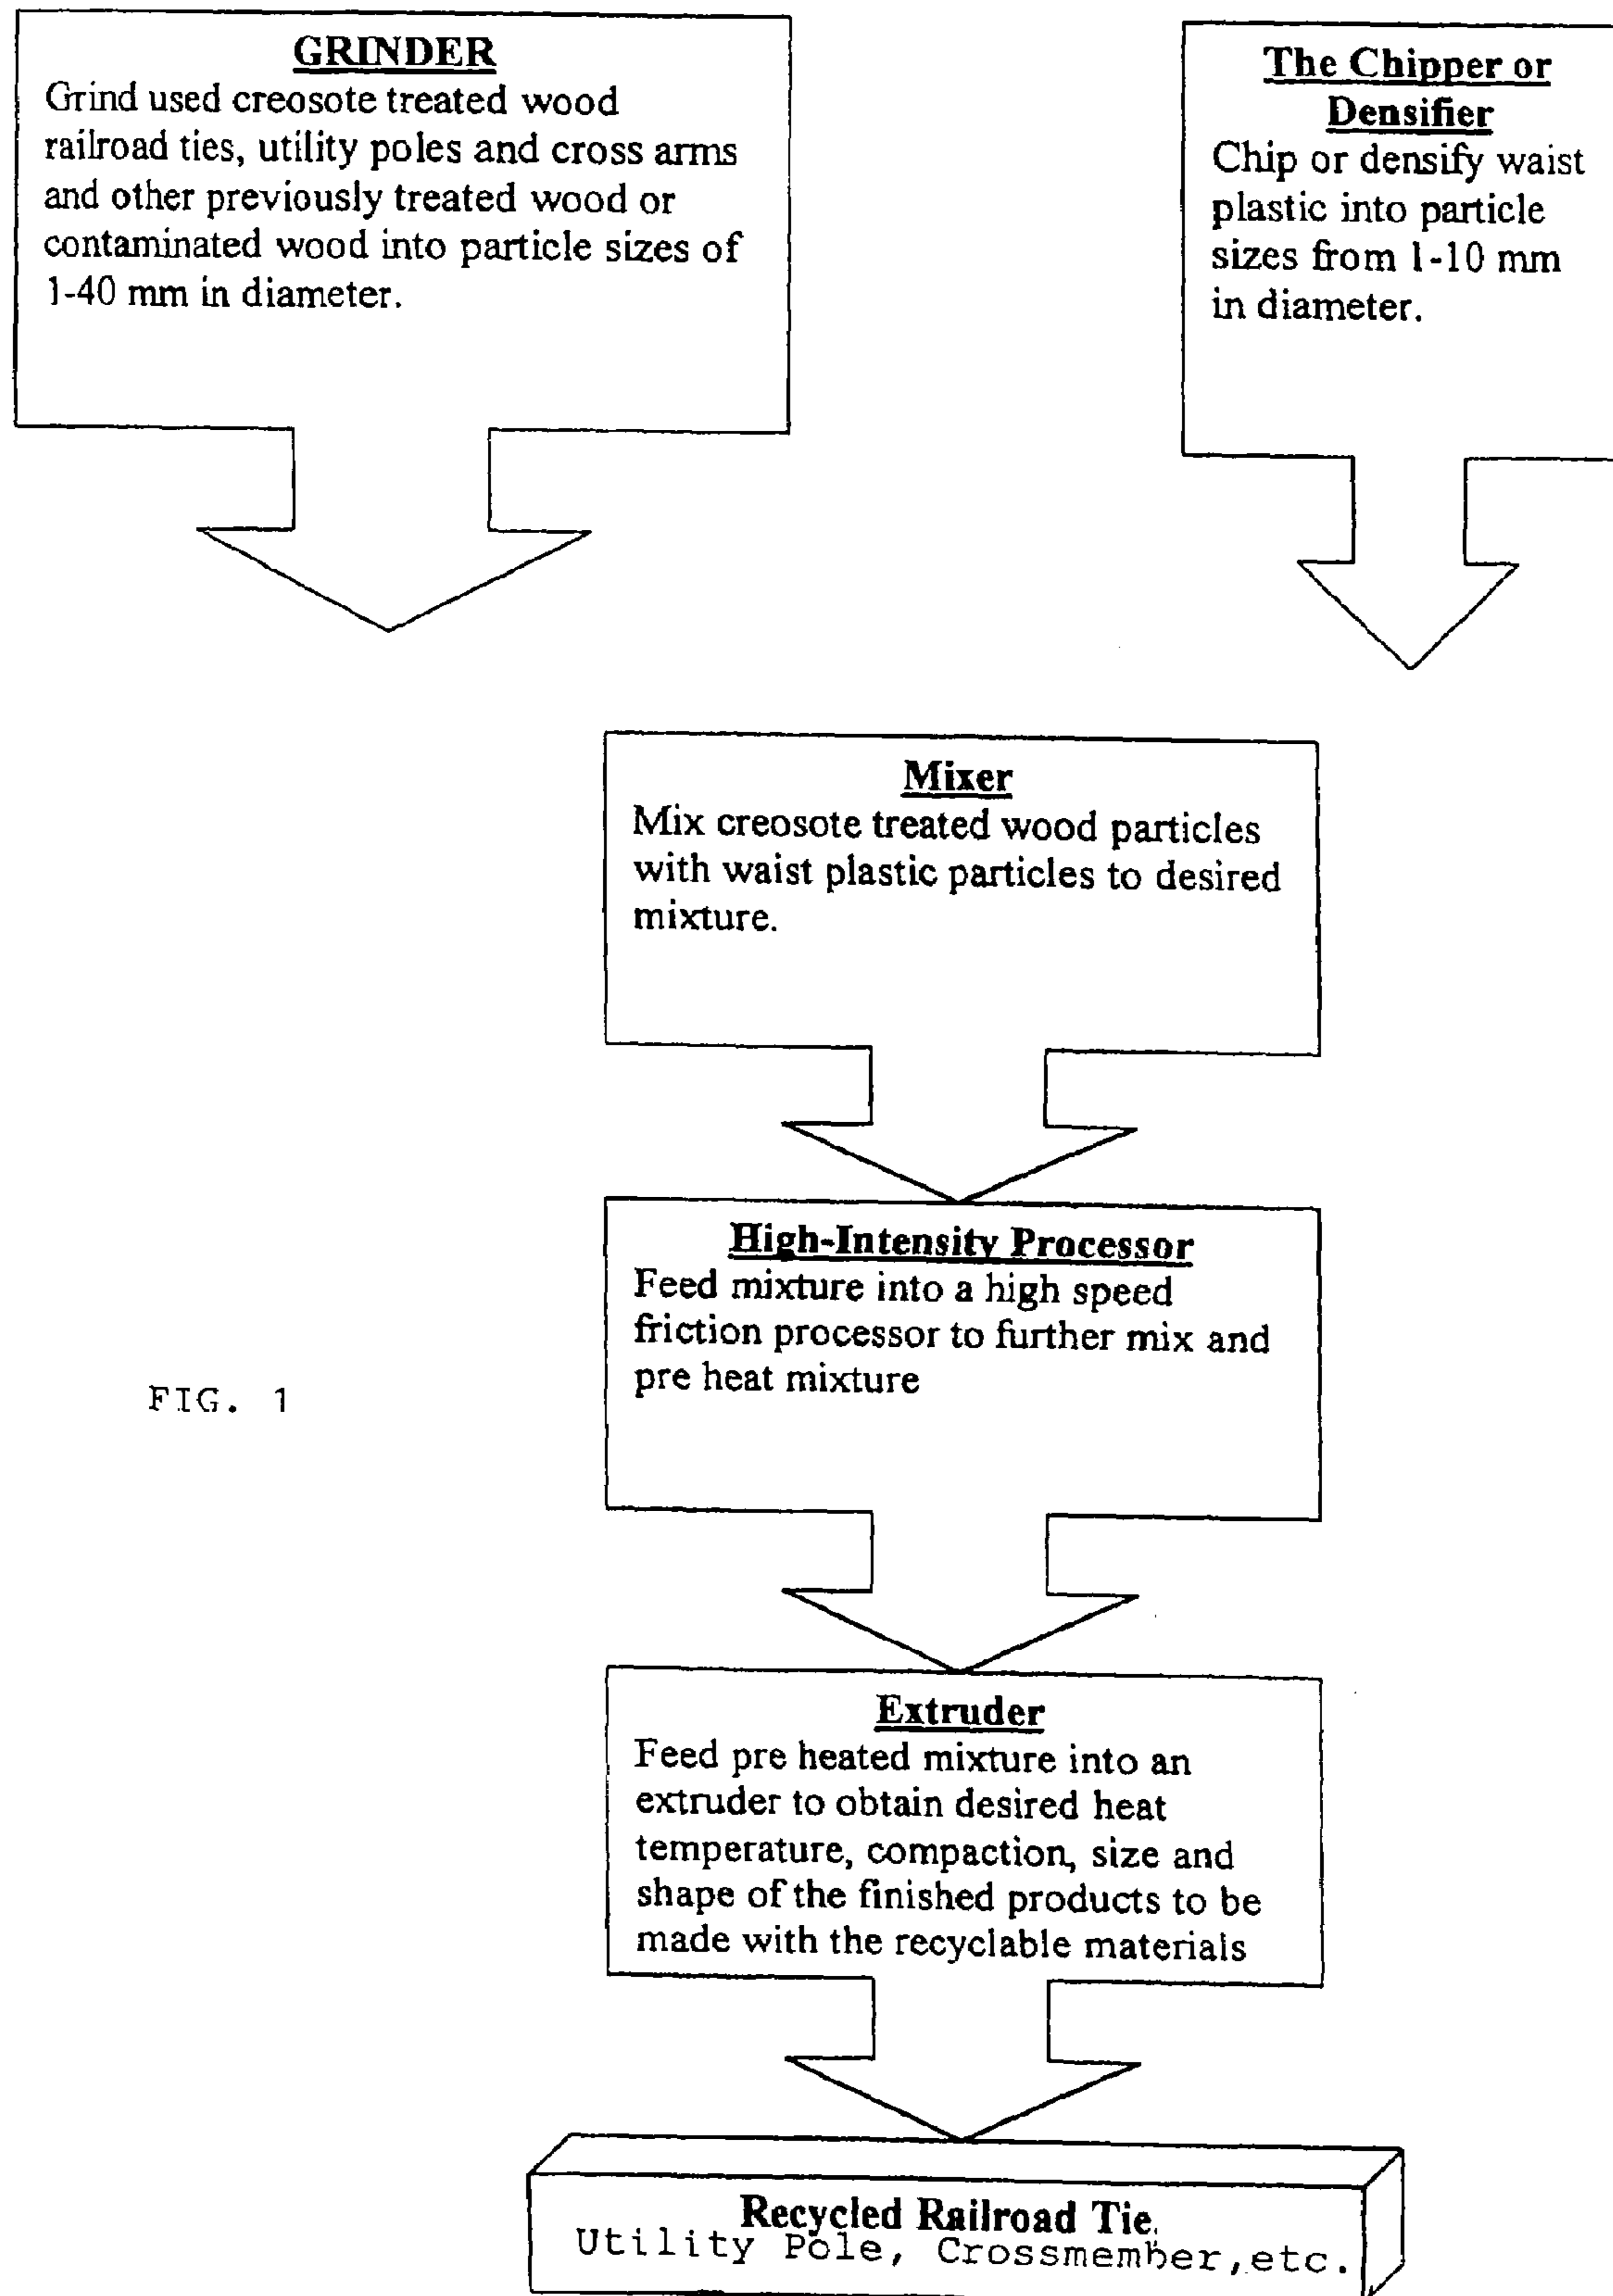 GRINDER
Grind used creosote treated wood
railroad ties, utility poles and cross arms
and other previously treated wood or
contaminated wood into particle sizes of
1-40 mm in diameter.
The Chipper or
Densifier
Chip or densify waist
plastic into particle
sizes from 1-10 mm
in diameter.
Mixer
Mix creosote treated wood particles
with waist plastic particles to desired
mixture.
High-Intensity Processor
Feed mixture into a high speed
friction processor to further mix and
pre heat mixture
FIG. 1
Extruder
Feed pre heated mixture into an
extruder to obtain desired heat
temperature, compaction, size and
shape of the finished products to be
made with the recyclable materials
Recycled Railroad Tie,
Utility Pole, Crossmember,etc.